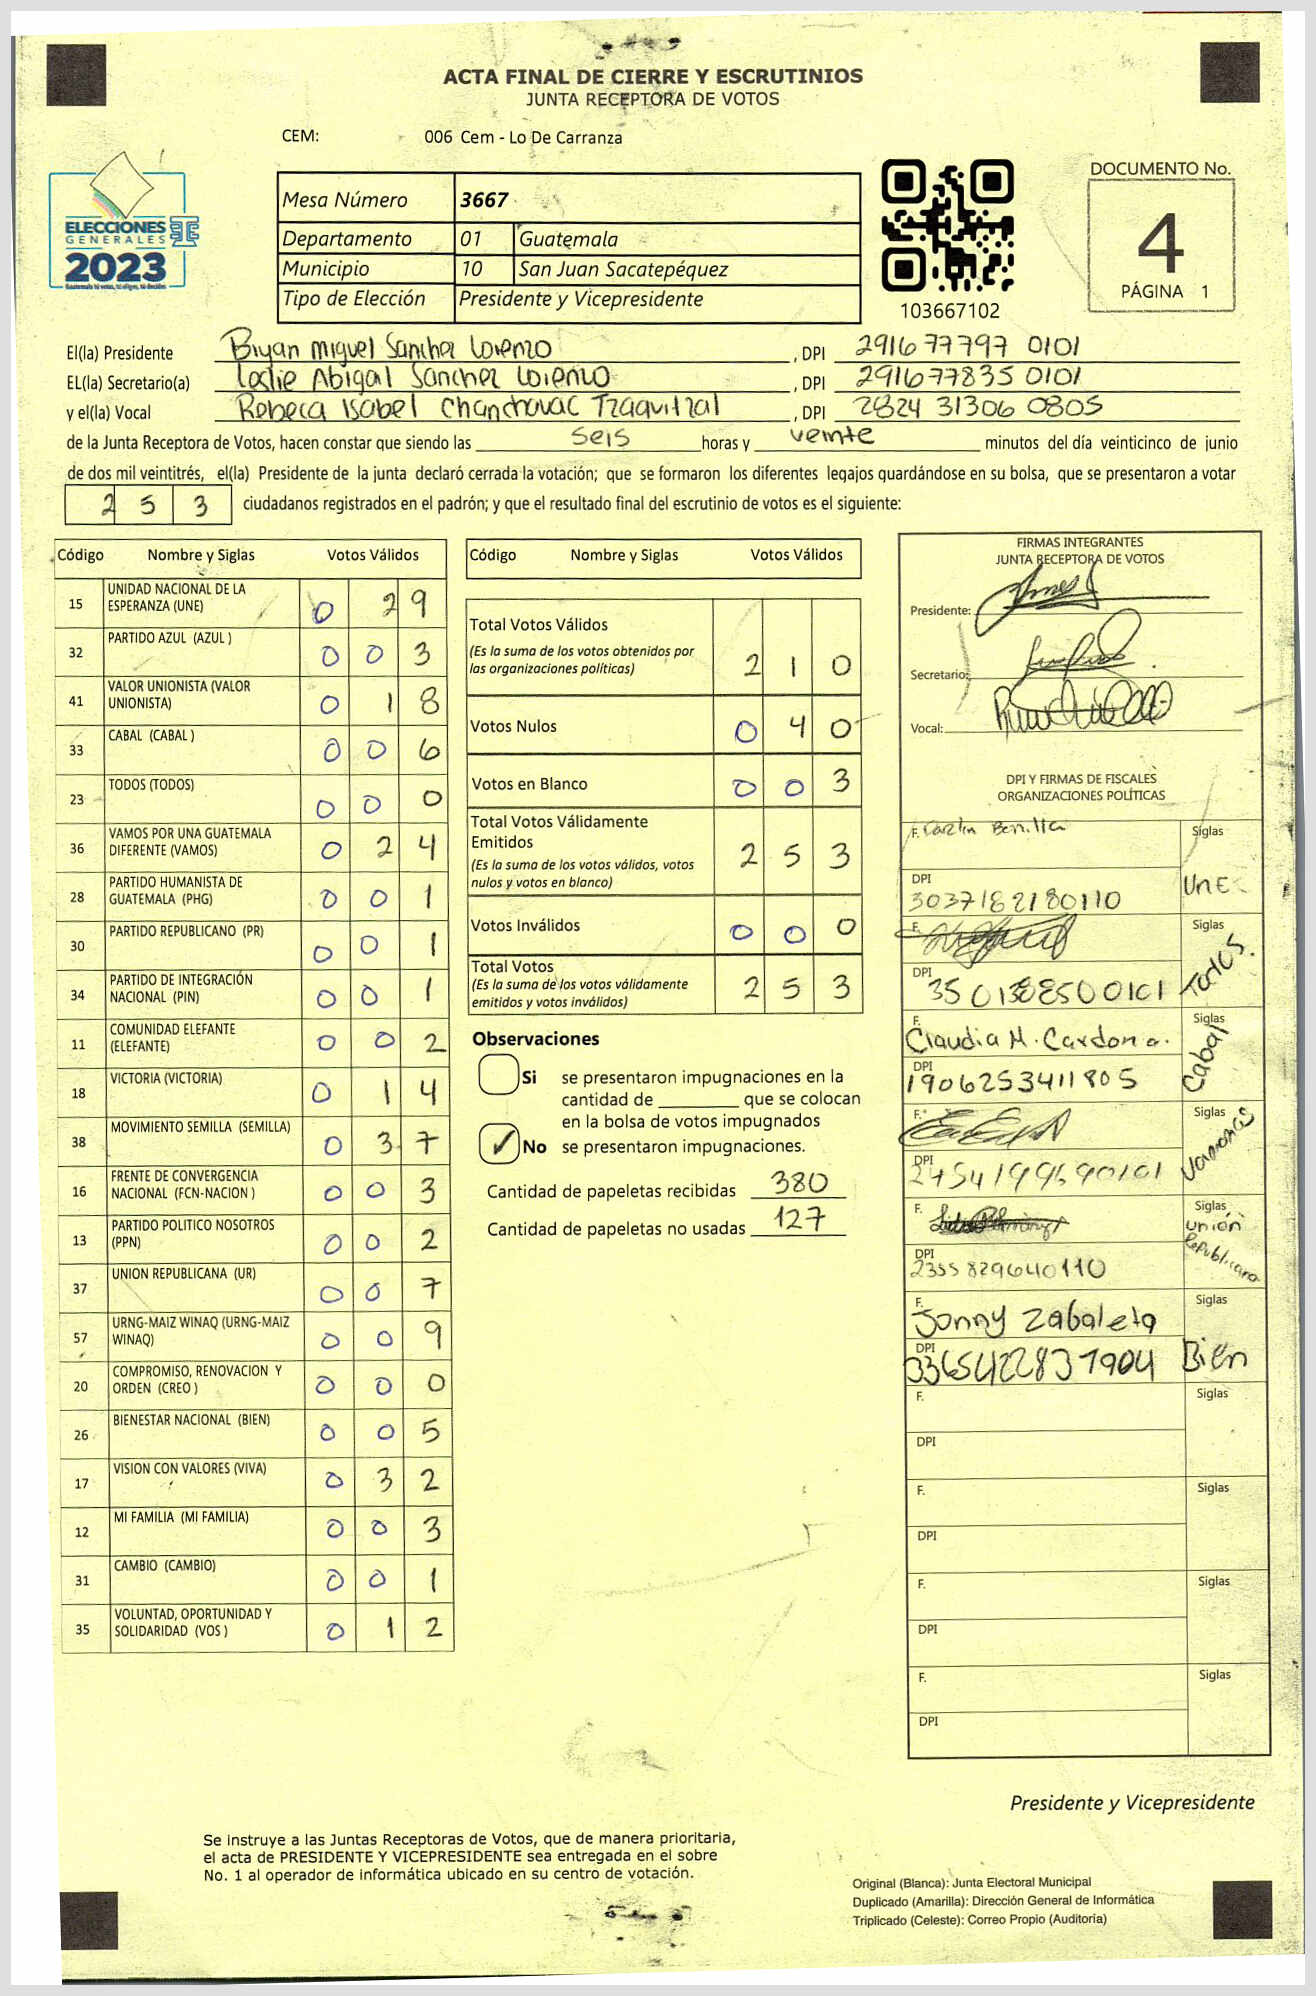 ACTA FINAL DE CIERRE Y ESCRUTINIOS
JUNTA RECEPTORA DE VOTOS
CEM: 006 Cem - Lo De Carranza
ELECCIONES
GENERALES
2023
Mesa Número 3667
Departamento 01 Guatemala
Municipio 10 San Juan Sacatepéquez
Tipo de Elección Presidente y Vicepresidente
103667102
DOCUMENTO No.
4
PÁGINA 1
El(la) Presidente Bryan Miguel Sanchez Lorenzo, DPI 2916 77797 0101
EL(la) Secretario(a) Leslie Abigail Sanchez Lorenzo, DPI 291677835 0101
y el(la) Vocal Rebeca Isabel Chanchavac Tzaquitzal, DPI 2824 31306 0805
de la Junta Receptora de Votos, hacen constar que siendo las seis horas y veinte minutos del día veinticinco de junio
de dos mil veintitrés, el(la) Presidente de la junta declaró cerrada la votación; que se formaron los diferentes legajos guardándose en su bolsa, que se presentaron a votar
253 ciudadanos registrados en el padrón; y que el resultado final del escrutinio de votos es el siguiente:
Código Nombre y Siglas Votos Válidos
15 UNIDAD NACIONAL DE LA ESPERANZA (UNE) 0 2 9
32 PARTIDO AZUL (AZUL ) 0 0 3
41 VALOR UNIONISTA (VALOR UNIONISTA) 0 1 8
33 CABAL (CABAL ) 0 0 6
23 TODOS (TODOS) 0 0 0
36 VAMOS POR UNA GUATEMALA DIFERENTE (VAMOS) 0 2 4
28 PARTIDO HUMANISTA DE GUATEMALA (PHG) 0 0 1
30 PARTIDO REPUBLICANO (PR) 0 0 1
34 PARTIDO DE INTEGRACIÓN NACIONAL (PIN) 0 0 1
11 COMUNIDAD ELEFANTE (ELEFANTE) 0 0 2
18 VICTORIA (VICTORIA) 0 1 4
38 MOVIMIENTO SEMILLA (SEMILLA) 0 3 7
16 FRENTE DE CONVERGENCIA NACIONAL (FCN-NACION ) 0 0 3
13 PARTIDO POLITICO NOSOTROS (PPN) 0 0 2
37 UNION REPUBLICANA (UR) 0 0 7
57 URNG-MAIZ WINAQ (URNG-MAIZ WINAQ) 0 0 9
20 COMPROMISO, RENOVACION Y ORDEN (CREO ) 0 0 0
26 BIENESTAR NACIONAL (BIEN) 0 0 5
17 VISION CON VALORES (VIVA) 0 3 2
12 MI FAMILIA (MI FAMILIA) 0 0 3
31 CAMBIO (CAMBIO) 0 0 1
35 VOLUNTAD, OPORTUNIDAD Y SOLIDARIDAD (VOS ) 0 1 2
Código Nombre y Siglas Votos Válidos
Total Votos Válidos 2 1 0
(Es la suma de los votos obtenidos por
las organizaciones políticas)
Votos Nulos 0 4 0
Votos en Blanco 0 0 3
Total Votos Válidamente
Emitidos 2 5 3
(Es la suma de los votos válidos, votos
nulos y votos en blanco)
Votos Inválidos 0 0 0
Total Votos
(Es la suma de los votos válidamente
emitidos y votos inválidos) 2 5 3
Observaciones
Si se presentaron impugnaciones en la
cantidad de ________ que se colocan
en la bolsa de votos impugnados
✓ No se presentaron impugnaciones.
Cantidad de papeletas recibidas 380
Cantidad de papeletas no usadas 127
FIRMAS INTEGRANTES
JUNTA RECEPTORA DE VOTOS
Presidente:
Secretario:
Vocal:
DPI Y FIRMAS DE FISCALES
ORGANIZACIONES POLÍTICAS
F. Siglas
DPI UNE
3037182180110
F. Siglas
DPI Todos.
F. Siglas
Claudia M. Cardona. Cabal
DPI
1906253411805
F. Siglas
DPI
F. Siglas
unión
Republicana
DPI
2355829640110
F. Siglas
Jonny Zabaleta
DPI Bien
3365422831904
F. Siglas
DPI
F. Siglas
DPI
F. Siglas
DPI
F. Siglas
DPI
Presidente y Vicepresidente
Se instruye a las Juntas Receptoras de Votos, que de manera prioritaria,
el acta de PRESIDENTE Y VICEPRESIDENTE sea entregada en el sobre
No. 1 al operador de informática ubicado en su centro de votación.
Original (Blanca): Junta Electoral Municipal
Duplicado (Amarilla): Dirección General de Informática
Triplicado (Celeste): Correo Propio (Auditoría)